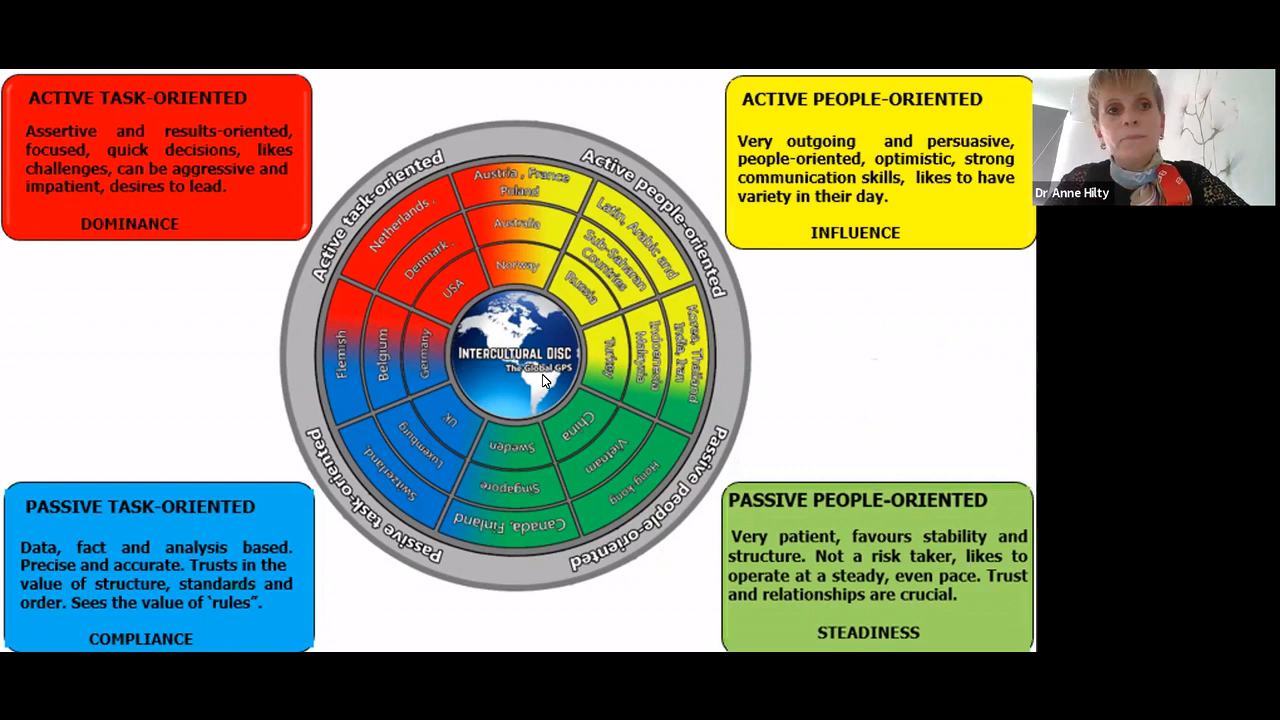 ACTIVE TASK-ORIENTED
Assertive and results-oriented,
focused, quick decisions, likes
challenges, can be aggressive and
impatient, desires to lead.
DOMINANCE
ACTIVE PEOPLE-ORIENTED
Very outgoing and persuasive,
people-oriented, optimistic, strong
communication skills, likes to have
variety in their day.
INFLUENCE
Dr Anne Hilty
Active task-oriented
Active people-oriented
Passive people-oriented
Passive task-oriented
Austria , France
Poland
Australia
Norway
Latin, Arabic and
Sub-Saharan
Countries
Russia
Korea, Thailand
India, Iran
Indonesia
Malaysia
Turkey
China
Vietnam
Hong kong
Sweden
Singapore
Canada, Finland
UK
Luxemburg
Switzerland,
Germany
Belgium
Flemish
Netherlands ,
Denmark ,
USA
INTERCULTURAL DISC
The Global GPS
PASSIVE TASK-ORIENTED
Data, fact and analysis based.
Precise and accurate. Trusts in the
value of structure, standards and
order. Sees the value of ‘rules”.
COMPLIANCE
PASSIVE PEOPLE-ORIENTED
Very patient, favours stability and
structure. Not a risk taker, likes to
operate at a steady, even pace. Trust
and relationships are crucial.
STEADINESS